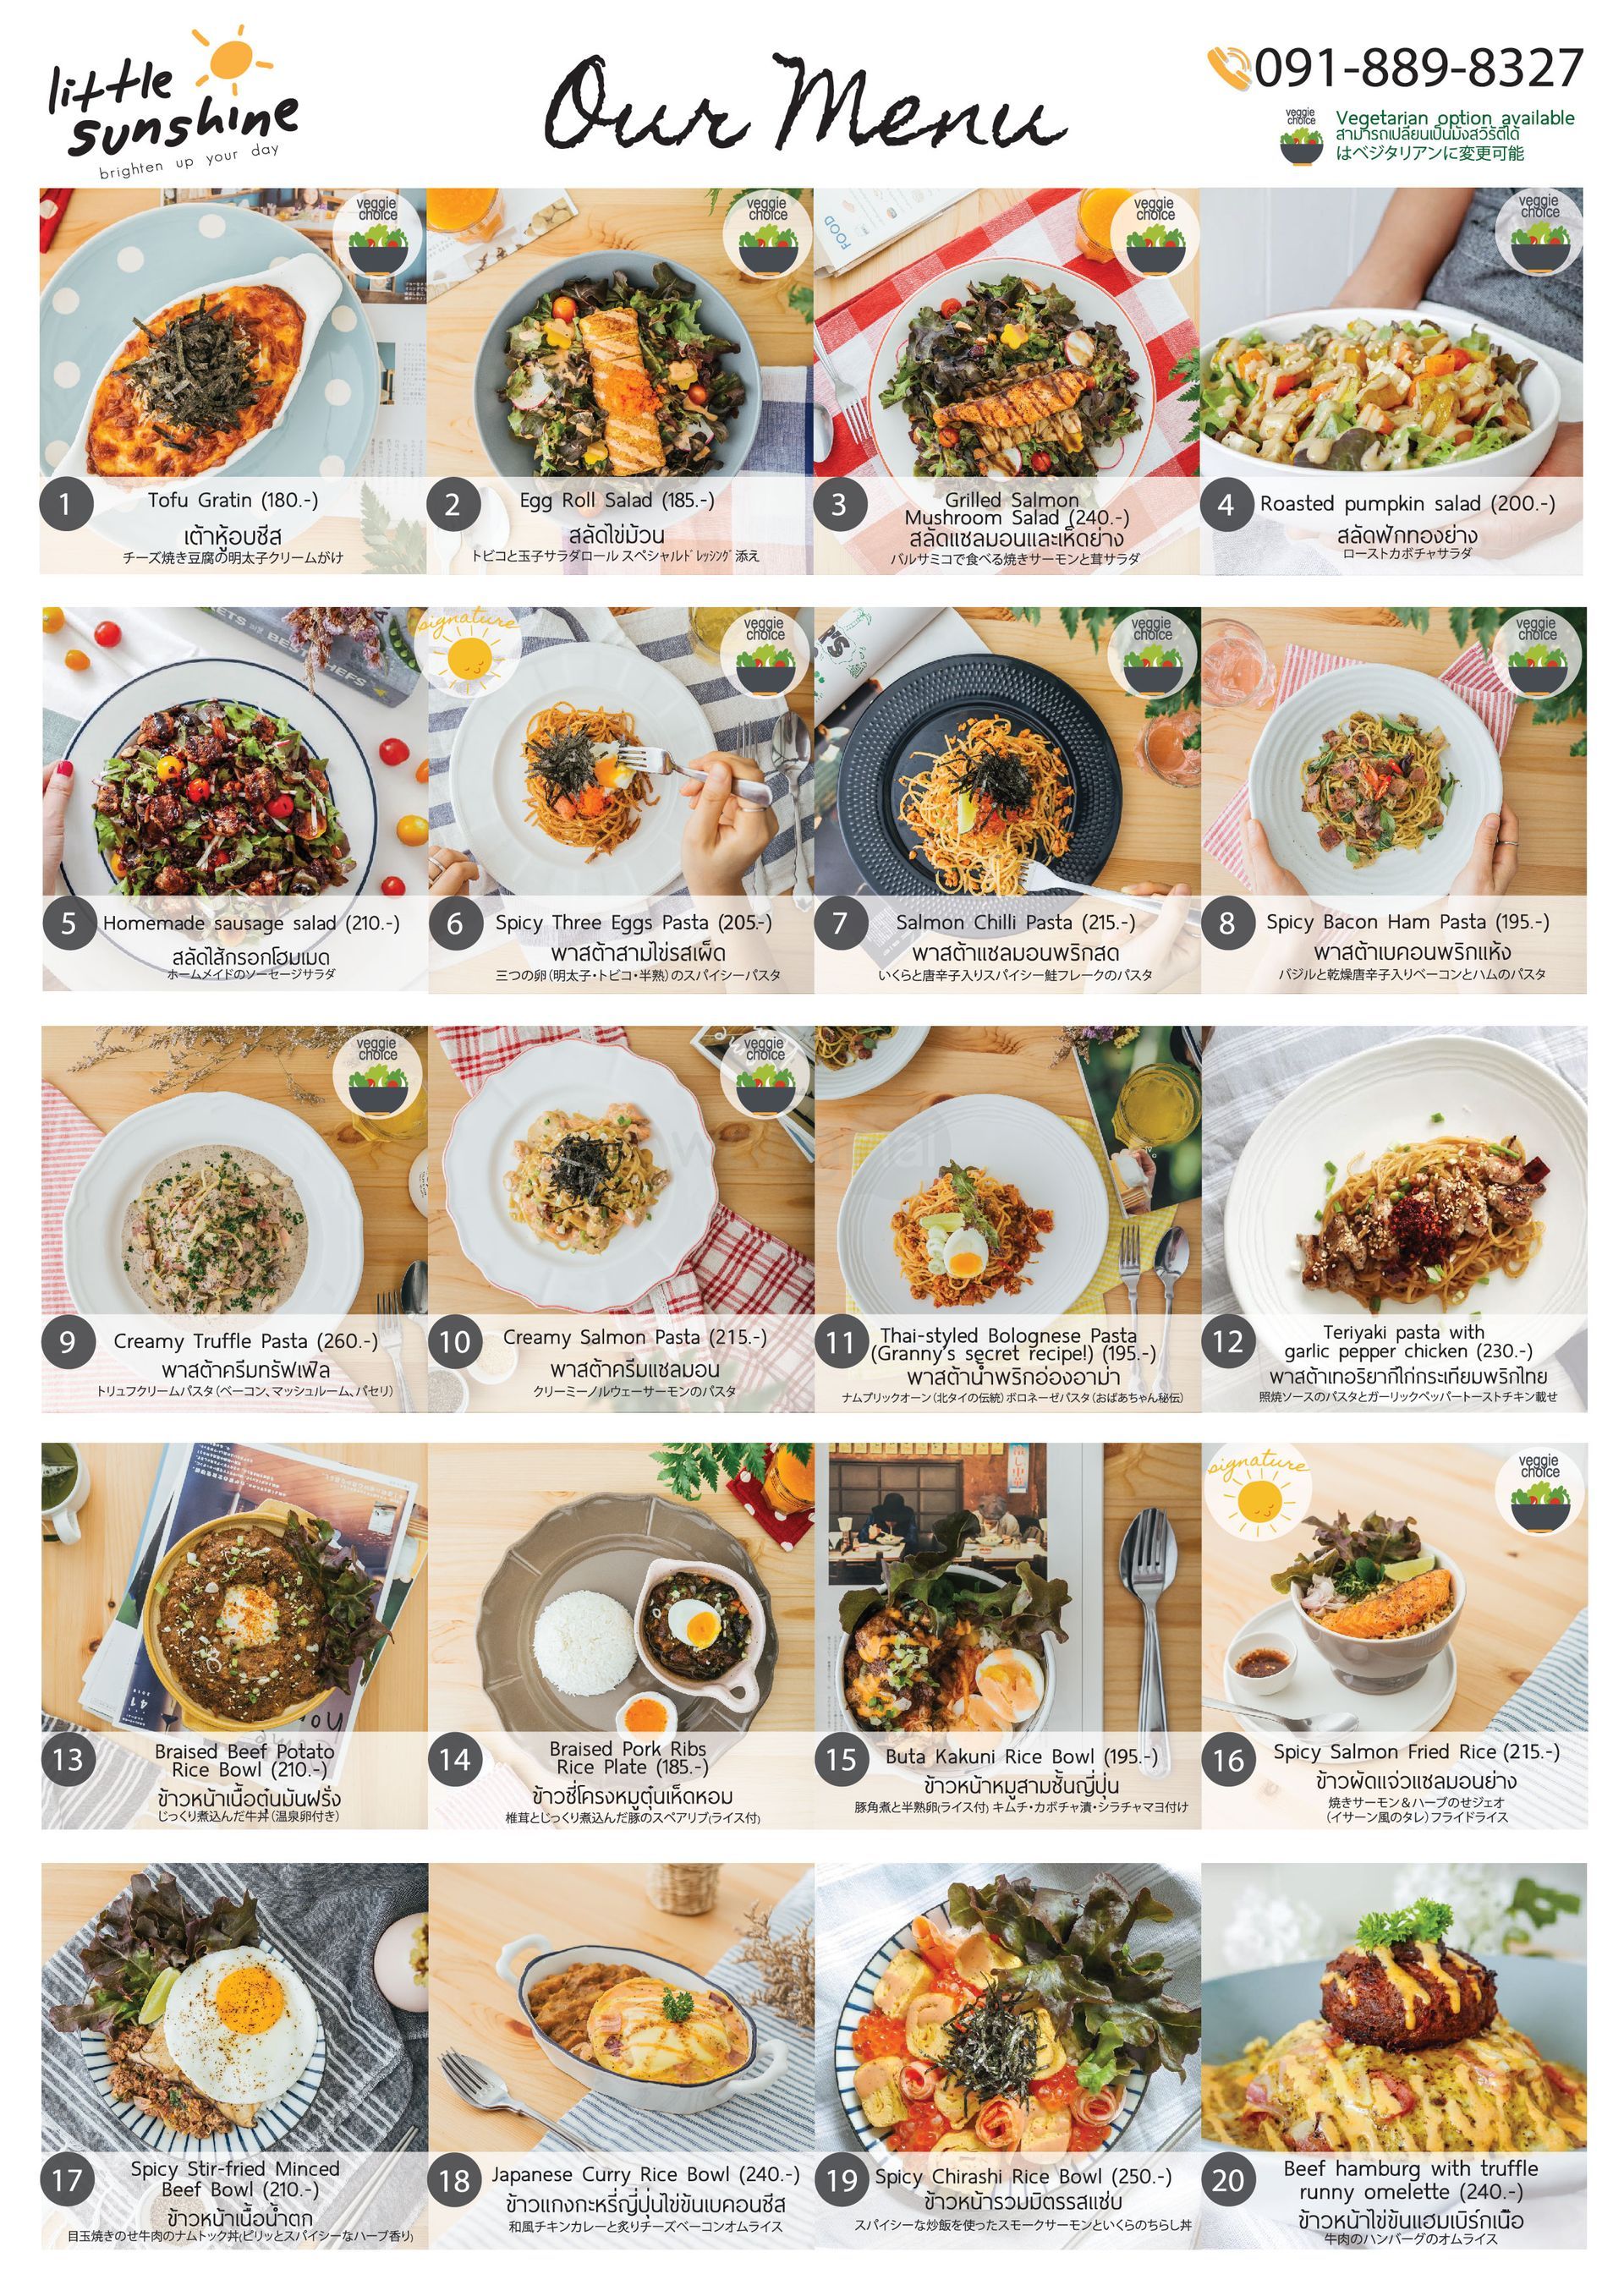 little
sunshine
brighten up your day
Our Menu
091-889-8327
veggie
choice
Vegetarian option available
สามารถเปลี่ยนเป็นมังสวิรัติได้
はベジタリアンに変更可能
veggie
choice
veggie
choice
FOOD
veggie
choice
veggie
choice
1
Tofu Gratin (180.-)
เต้าหู้อบชีส
チーズ焼き豆腐の明太子クリームがけ
2
Egg Roll Salad (185.-)
สลัดไข่ม้วน
トビコと玉子サラダロール スペシャルドレッシング添え
3
Grilled Salmon
Mushroom Salad (240.-)
สลัดแซลมอนและเห็ดย่าง
バルサミコで食べる焼きサーモンと茸サラダ
4
Roasted pumpkin salad (200.-)
สลัดฟักทองย่าง
ローストカボチャサラダ
signature
veggie
choice
veggie
choice
veggie
choice
5
Homemade sausage salad (210.-)
สลัดไส้กรอกโฮมเมด
ホームメイドのソーセージサラダ
6
Spicy Three Eggs Pasta (205.-)
พาสต้าสามไข่รสเผ็ด
三つの卵(明太子・トビコ・半熟)のスパイシーパスタ
7
Salmon Chilli Pasta (215.-)
พาสต้าแซลมอนพริกสด
いくらと唐辛子入りスパイシー鮭フレークのパスタ
8
Spicy Bacon Ham Pasta (195.-)
พาสต้าเบคอนพริกแห้ง
バジルと乾燥唐辛子入りベーコンとハムのパスタ
veggie
choice
veggie
choice
9
Creamy Truffle Pasta (260.-)
พาสต้าครีมทรัฟเฟิล
トリュフクリームパスタ(ベーコン、マッシュルーム、パセリ)
10
Creamy Salmon Pasta (215.-)
พาสต้าครีมแซลมอน
クリーミーノルウェーサーモンのパスタ
11
Thai-styled Bolognese Pasta
(Granny's secret recipe!) (195.-)
พาสต้าน้ำพริกอ่องอาม่า
ナムプリックオーン(北タイの伝統)ボロネーゼパスタ(おばあちゃん秘伝)
12
Teriyaki pasta with
garlic pepper chicken (230.-)
พาสต้าเทอริยากิไก่กระเทียมพริกไทย
照焼ソースのパスタとガーリックペッパートーストチキン載せ
signature
veggie
choice
13
Braised Beef Potato
Rice Bowl (210.-)
ข้าวหน้าเนื้อตุ๋นมันฝรั่ง
じっくり煮込んだ牛丼(温泉卵付き)
14
Braised Pork Ribs
Rice Plate (185.-)
ข้าวซี่โครงหมูตุ๋นเห็ดหอม
椎茸とじっくり煮込んだ豚のスペアリブ(ライス付)
15
Buta Kakuni Rice Bowl (195.-)
ข้าวหน้าหมูสามชั้นญี่ปุ่น
豚角煮と半熟卵(ライス付) キムチ・カボチャ漬・シラチャマヨ付け
16
Spicy Salmon Fried Rice (215.-)
ข้าวผัดแจ่วแซลมอนย่าง
焼きサーモン&ハーブのせジェオ
(イサーン風のタレ)フライドライス
17
Spicy Stir-fried Minced
Beef Bowl (210.-)
ข้าวหน้าเนื้อน้ำตก
目玉焼きのせ牛肉のナムトック丼(ピリッとスパイシーなハーブ香り)
18
Japanese Curry Rice Bowl (240.-)
ข้าวแกงกะหรี่ญี่ปุ่นไข่ข้นเบคอนชีส
和風チキンカレーと炙りチーズベーコンオムライス
19
Spicy Chirashi Rice Bowl (250.-)
ข้าวหน้ารวมมิตรรสแซ่บ
スパイシーな炒飯を使ったスモークサーモンといくらのちらし丼
20
Beef hamburg with truffle
runny omelette (240.-)
ข้าวหน้าไข่ข้นแฮมเบิร์กเนื้อ
牛肉のハンバーグのオムライス